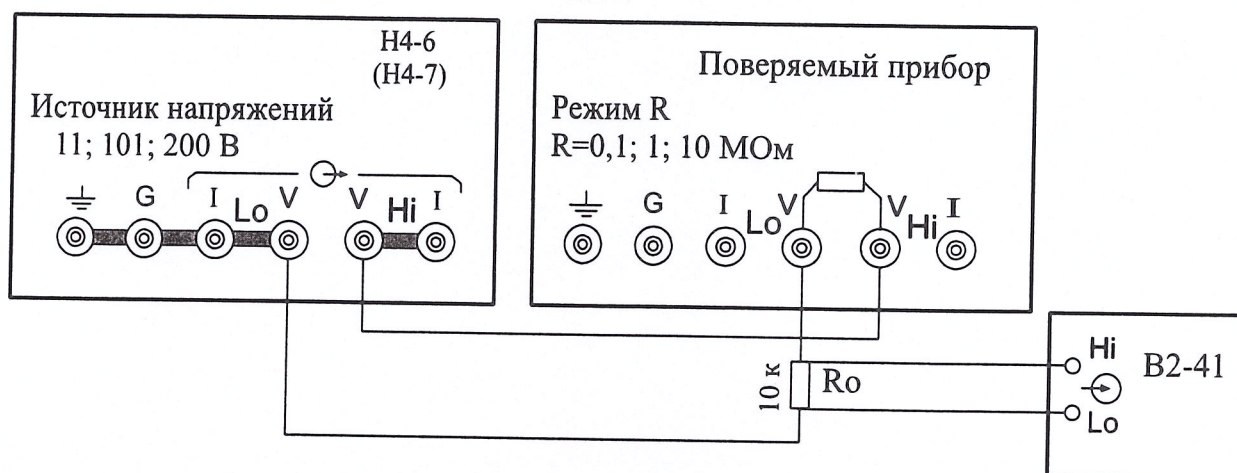 Н4-6
(Н4-7)
Источник напряжений
11; 101; 200 В
G I Lo V V Hi I
Поверяемый прибор
Режим R
R=0,1; 1; 10 МОм
G I Lo V V Hi I
10 к
Ro
Hi
В2-41
Lo